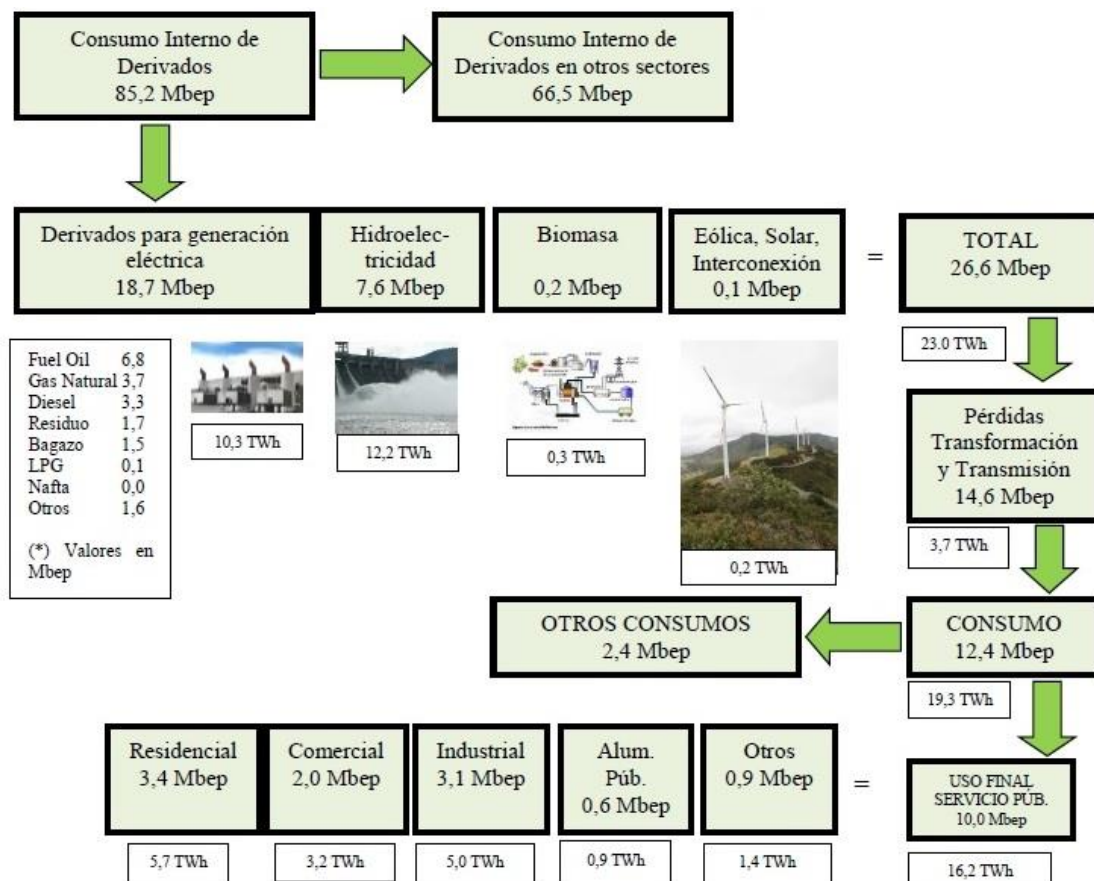 Consumo Interno de
Derivados
85,2 Mbep
Consumo Interno de
Derivados en otros sectores
66,5 Mbep
Derivados para generación
eléctrica
18,7 Mbep
Hidroelec-
tricidad
7,6 Mbep
Biomasa
0,2 Mbep
Eólica, Solar,
Interconexión
0,1 Mbep
=
TOTAL
26,6 Mbep
23.0 TWh
Fuel Oil 6,8
Gas Natural 3,7
Diesel 3,3
Residuo 1,7
Bagazo 1,5
LPG 0,1
Nafta 0,0
Otros 1,6
(*) Valores en
Mbep
10,3 TWh
12,2 TWh
0,3 TWh
0,2 TWh
Pérdidas
Transformación
y Transmisión
14,6 Mbep
3,7 TWh
OTROS CONSUMOS
2,4 Mbep
CONSUMO
12,4 Mbep
19,3 TWh
Residencial
3,4 Mbep
Comercial
2,0 Mbep
Industrial
3,1 Mbep
Alum.
Púb.
0,6 Mbep
Otros
0,9 Mbep
=
USO FINAL
SERVICIO PÚB.
10,0 Mbep
5,7 TWh
3,2 TWh
5,0 TWh
0,9 TWh
1,4 TWh
16,2 TWh